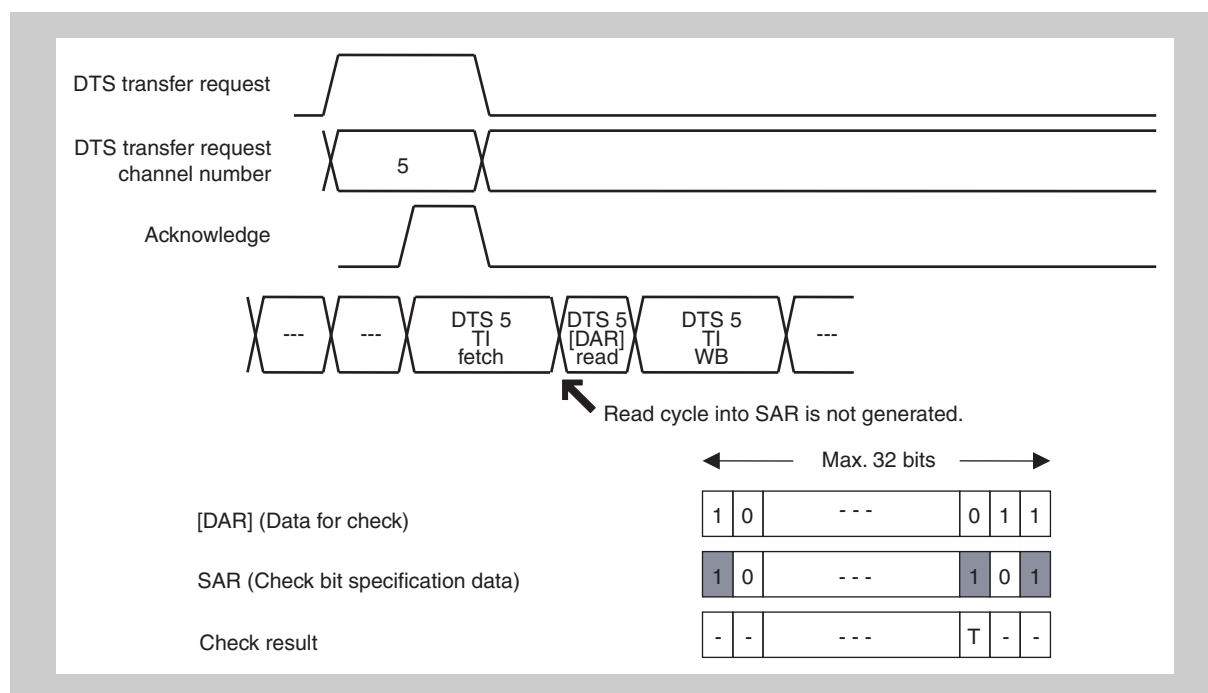 DTS transfer request
DTS transfer request
channel number
5
Acknowledge
--- --- DTS 5 DTS 5 DTS 5 ---
TI [DAR] TI
fetch read WB
Read cycle into SAR is not generated.
Max. 32 bits
[DAR] (Data for check) 1 0 - - - 0 1 1
SAR (Check bit specification data) 1 0 - - - 1 0 1
Check result - - - - - T - -